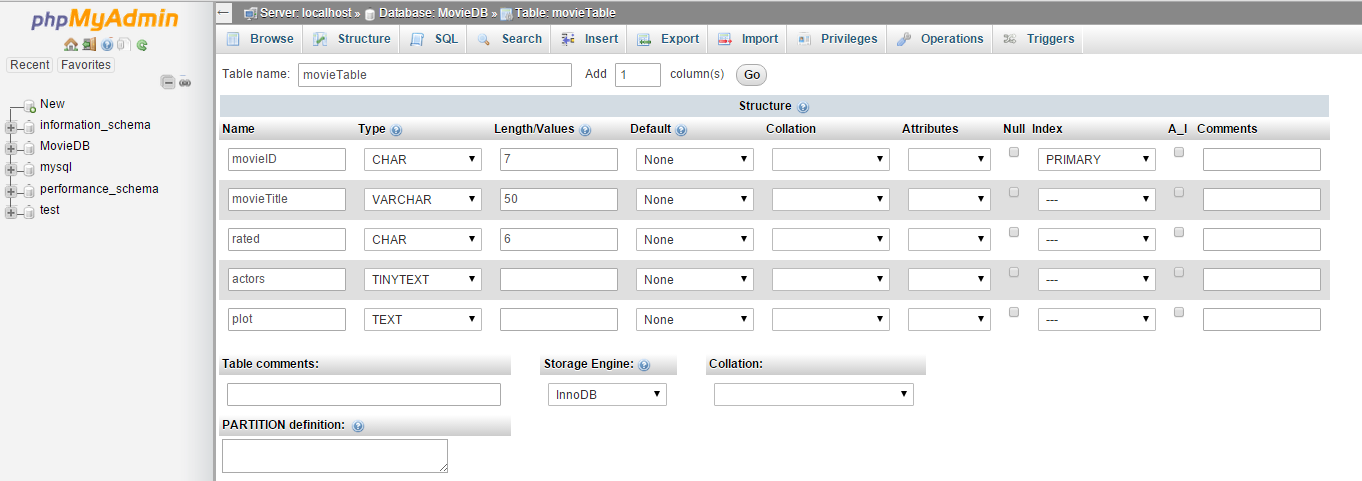 phpMyAdmin
Recent Favorites
New
information_schema
MovieDB
mysql
performance_schema
test
Server: localhost » Database: MovieDB » Table: movieTable
Browse Structure SQL Search Insert Export Import Privileges Operations Triggers
Table name: movieTable Add 1 column(s) Go
Structure
Name Type Length/Values Default Collation Attributes Null Index A_I Comments
movieID CHAR 7 None PRIMARY
movieTitle VARCHAR 50 None ---
rated CHAR 6 None ---
actors TINYTEXT None ---
plot TEXT None ---
Table comments: Storage Engine: Collation:
InnoDB
PARTITION definition: